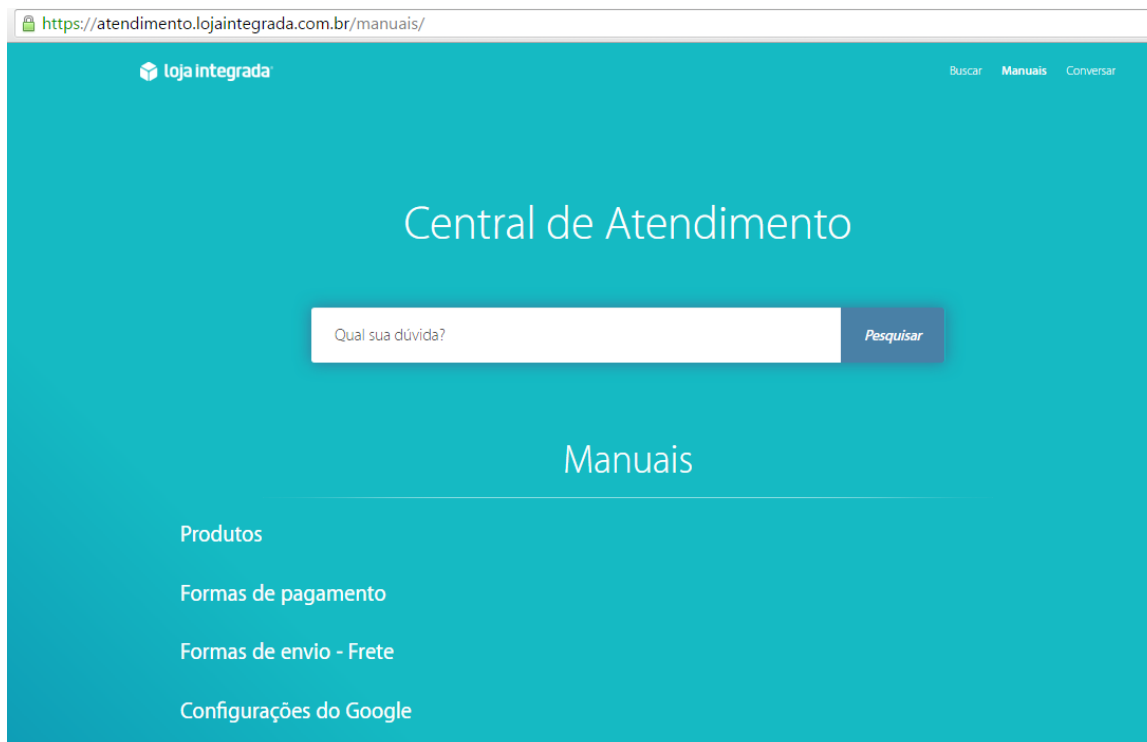 https://atendimento.lojaintegrada.com.br/manuais/
loja integrada
Buscar Manuais Conversar
Central de Atendimento
Qual sua dúvida? Pesquisar
Manuais
Produtos
Formas de pagamento
Formas de envio - Frete
Configurações do Google